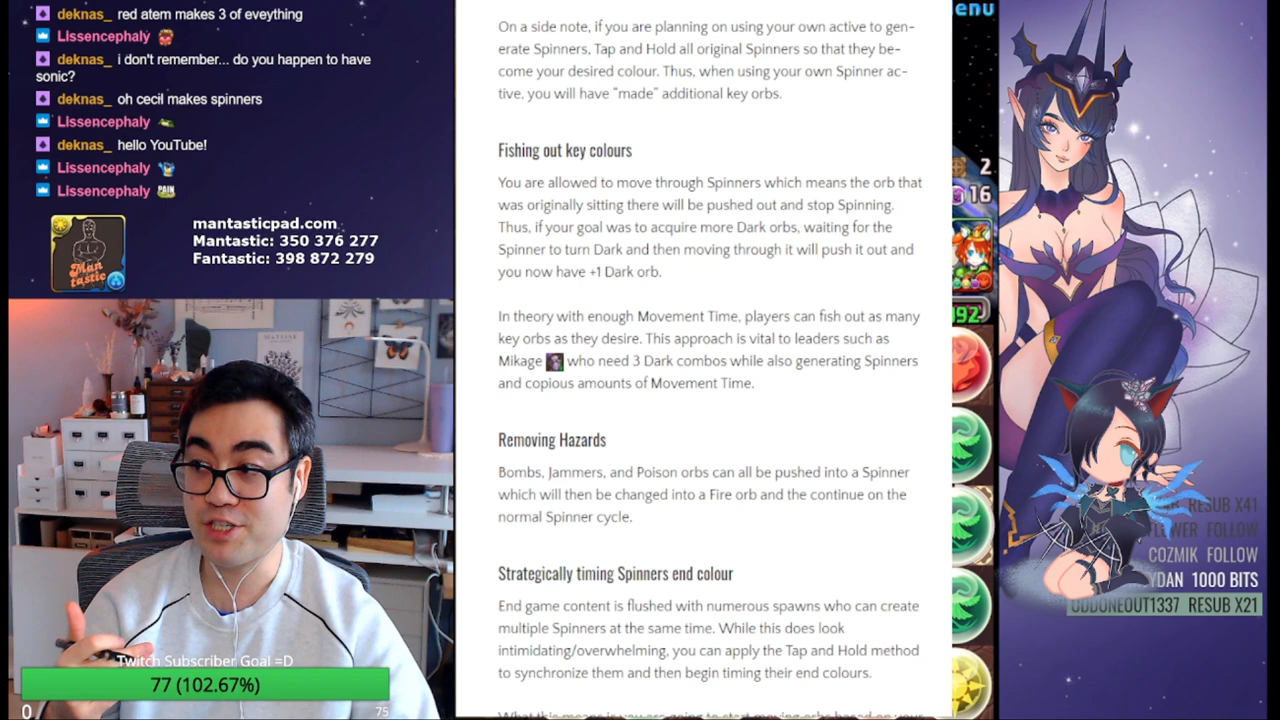 deknas_ red atem makes 3 of eveything
Lissencephaly
deknas_ i don't remember... do you happen to have
sonic?
deknas_ oh cecil makes spinners
Lissencephaly
deknas_ hello YouTube!
Lissencephaly
Lissencephaly PAIN
mantasticpad.com
Mantastic: 350 376 277
Fantastic: 398 872 279
Man
tastic
Twitch Subscriber Goal =D
77 (102.67%)
0
75
On a side note, if you are planning on using your own active to gen-
erate Spinners, Tap and Hold all original Spinners so that they be-
come your desired colour. Thus, when using your own Spinner ac-
tive, you will have "made" additional key orbs.
Fishing out key colours
You are allowed to move through Spinners which means the orb that
was originally sitting there will be pushed out and stop Spinning.
Thus, if your goal was to acquire more Dark orbs, waiting for the
Spinner to turn Dark and then moving through it will push it out and
you now have +1 Dark orb.
In theory with enough Movement Time, players can fish out as many
key orbs as they desire. This approach is vital to leaders such as
Mikage who need 3 Dark combos while also generating Spinners
and copious amounts of Movement Time.
Removing Hazards
Bombs, Jammers, and Poison orbs can all be pushed into a Spinner
which will then be changed into a Fire orb and the continue on the
normal Spinner cycle.
Strategically timing Spinners end colour
End game content is flushed with numerous spawns who can create
multiple Spinners at the same time. While this does look
intimidating/overwhelming, you can apply the Tap and Hold method
to synchronize them and then begin timing their end colours.
enu
2
16
092
RESUB X41
FOLLOW
COZMIK FOLLOW
YDAN 1000 BITS
ODDONEOUT1337 RESUB X21